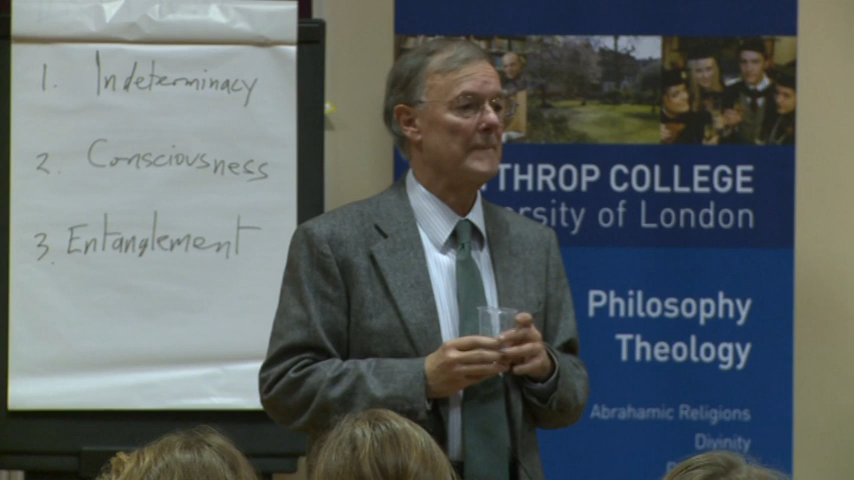 1. Indeterminacy
2. Consciousness
3. Entanglement
THROP COLLEGE
rsity of London
Philosophy
Theology
Abrahamic Religions
Divinity